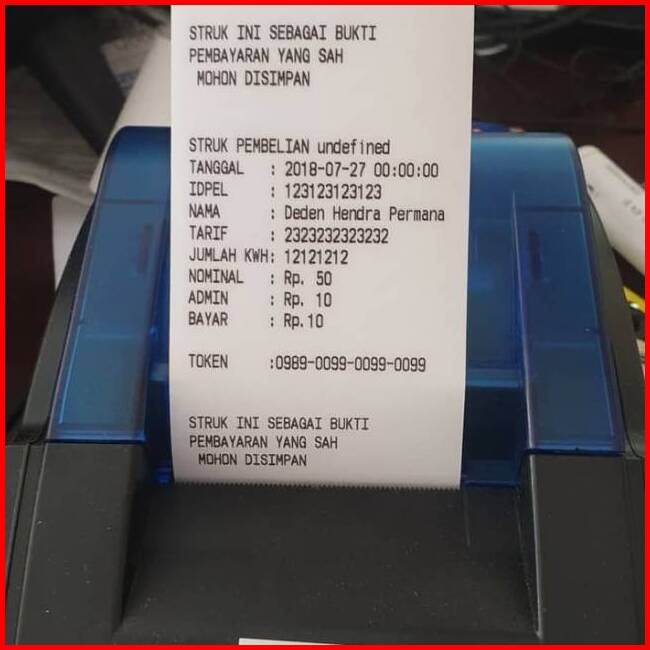 STRUK INI SEBAGAI BUKTI
PEMBAYARAN YANG SAH
MOHON DISIMPAN
STRUK PEMBELIAN undefined
TANGGAL : 2018-07-27 00:00:00
IDPEL : 123123123123
NAMA : Deden Hendra Permana
TARIF : 2323232323232
JUMLAH KWH: 12121212
NOMINAL : Rp. 50
ADMIN : Rp. 10
BAYAR : Rp.10
TOKEN :0989-0099-0099-0099
STRUK INI SEBAGAI BUKTI
PEMBAYARAN YANG SAH
MOHON DISIMPAN